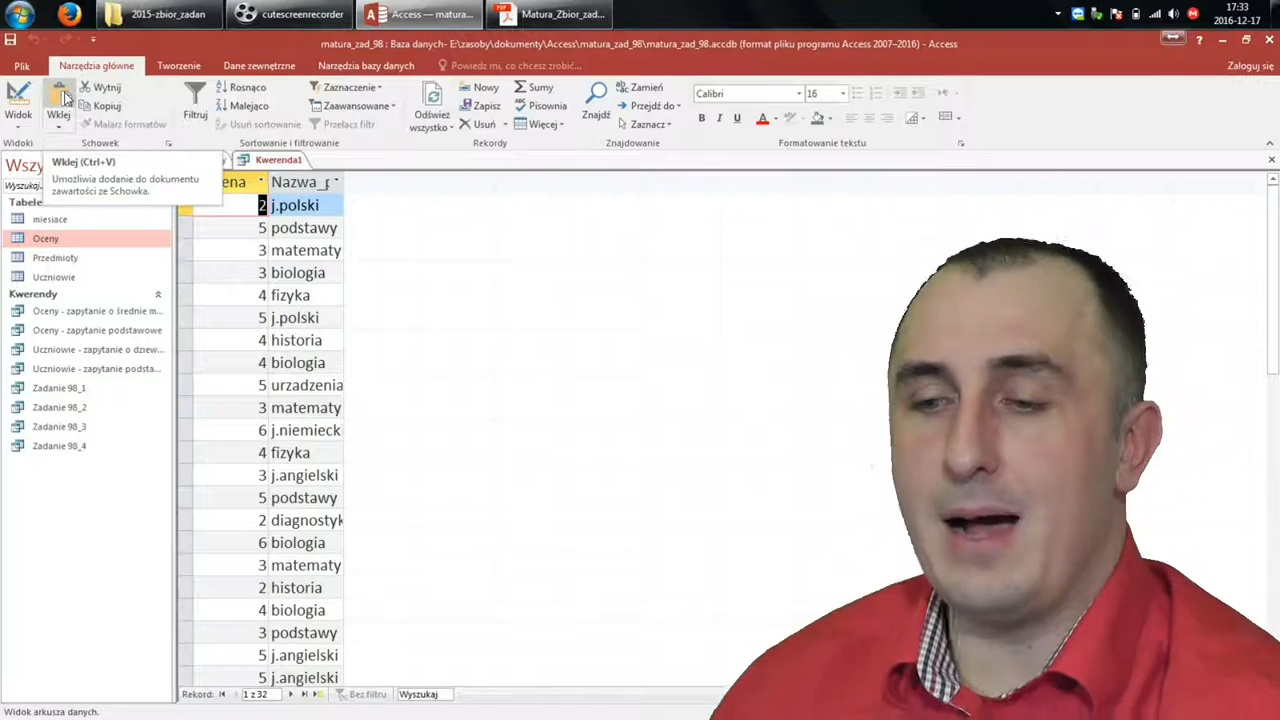 2015-zbior_zadan
cutescreenrecorder
Access — matura...
Matura_Zbior_zad...
17:33
2016-12-17
matura_zad_98 : Baza danych- E:\zasoby\dokumenty\Access\matura_zad_98\matura_zad_98.accdb (format pliku programu Access 2007–2016) - Access
Plik
Narzędzia główne
Tworzenie
Dane zewnętrzne
Narzędzia bazy danych
Powiedz mi, co chcesz zrobić...
Zaloguj się
Widok
Wklej
Wytnij
Kopiuj
Malarz formatów
Filtruj
Rosnąco
Malejąco
Usuń sortowanie
Zaznaczenie
Zaawansowane
Przełącz filtr
Odśwież
wszystko
Nowy
Zapisz
Usuń
Sumy
Pisownia
Więcej
Znajdź
Zamień
Przejdź do
Zaznacz
Calibri
16
B I U
Widoki
Schowek
Sortowanie i filtrowanie
Rekordy
Znajdowanie
Formatowanie tekstu
Wklej (Ctrl+V)
Umożliwia dodanie do dokumentu
zawartości ze Schowka.
Wszy
Wyszukaj
Tabele
miesiace
Oceny
Przedmioty
Uczniowie
Kwerendy
Oceny - zapytanie o średnie m...
Oceny - zapytanie podstawowe
Uczniowie - zapytanie o dziew...
Uczniowie - zapytanie podsta...
Zadanie 98_1
Zadanie 98_2
Zadanie 98_3
Zadanie 98_4
Kwerenda1
ena Nazwa_p
2 j.polski
5 podstawy
3 matematy
3 biologia
4 fizyka
5 j.polski
4 historia
4 biologia
5 urzadzenia
3 matematy
6 j.niemieck
4 fizyka
3 j.angielski
5 podstawy
2 diagnostyk
6 biologia
3 matematy
2 historia
4 biologia
3 podstawy
5 j.angielski
5 j.angielski
Rekord:
1 z 32
Bez filtru
Wyszukaj
Widok arkusza danych.